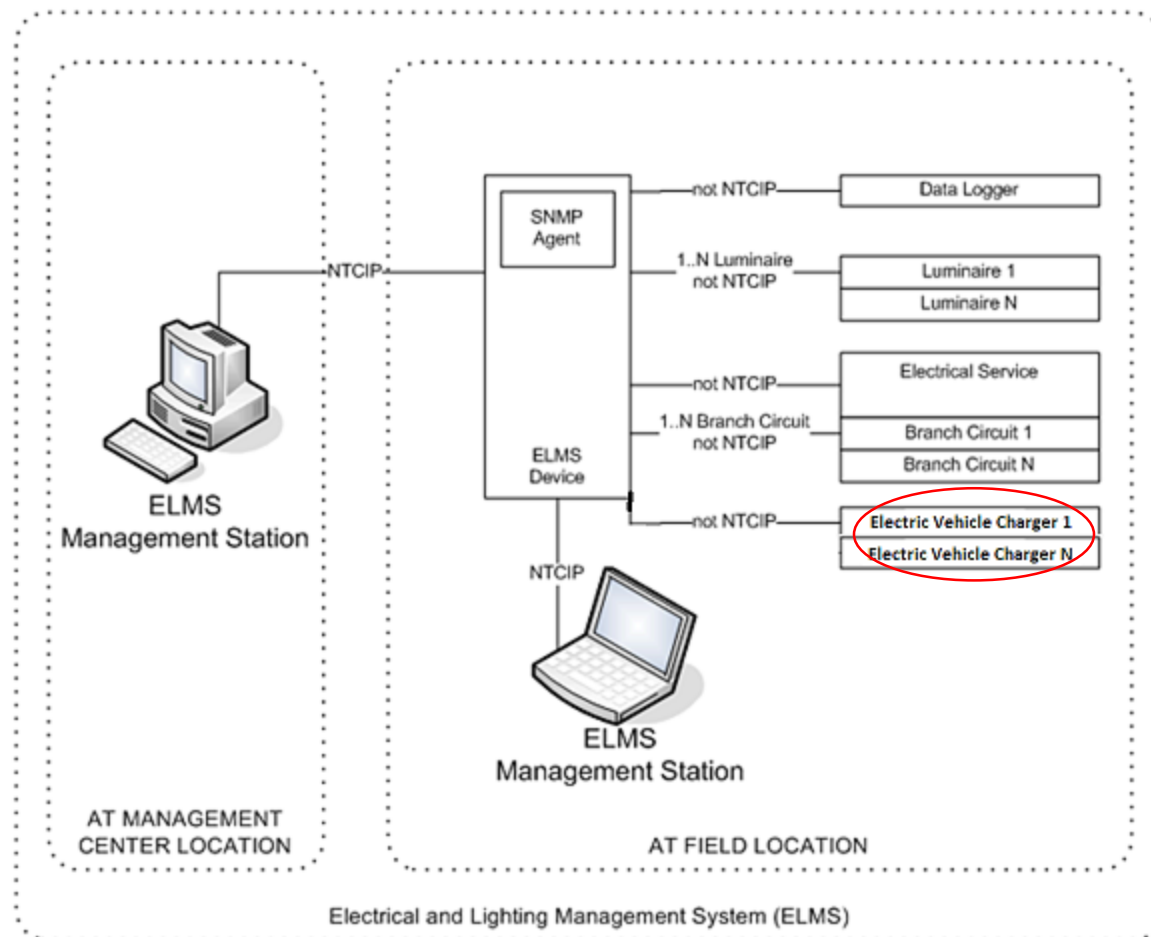 SNMP
Agent
not NTCIP
Data Logger
NTCIP
1..N Luminaire
not NTCIP
Luminaire 1
Luminaire N
not NTCIP
Electrical Service
1..N Branch Circuit
not NTCIP
Branch Circuit 1
Branch Circuit N
ELMS
Device
ELMS
Management Station
not NTCIP
Electric Vehicle Charger 1
Electric Vehicle Charger N
NTCIP
ELMS
Management Station
AT MANAGEMENT
CENTER LOCATION
AT FIELD LOCATION
Electrical and Lighting Management System (ELMS)